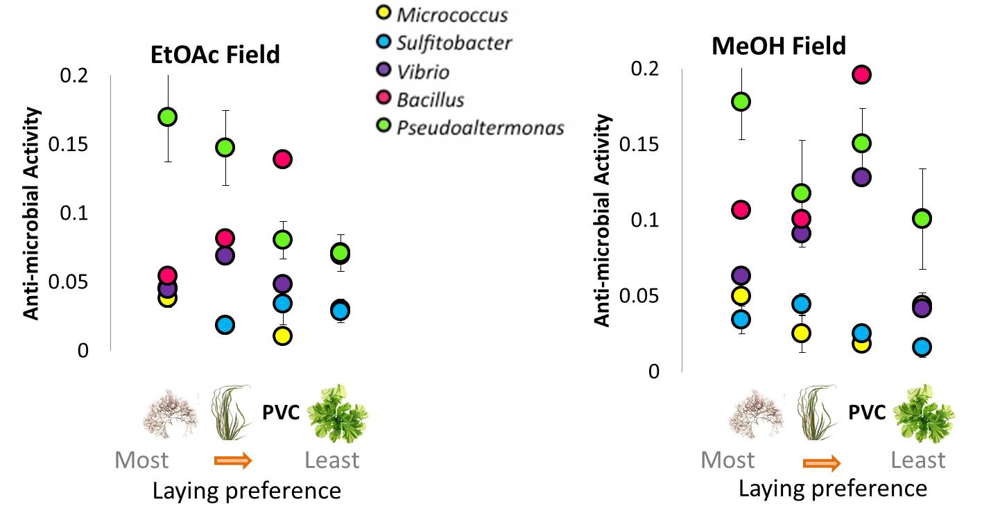 Micrococcus
Sulfitobacter
Vibrio
Bacillus
Pseudoaltermonas
EtOAc Field
Anti-microbial Activity
0.2
0.15
0.1
0.05
0
PVC
Most
Least
Laying preference
MeOH Field
Anti-microbial Activity
0.2
0.15
0.1
0.05
0
PVC
Most
Least
Laying preference